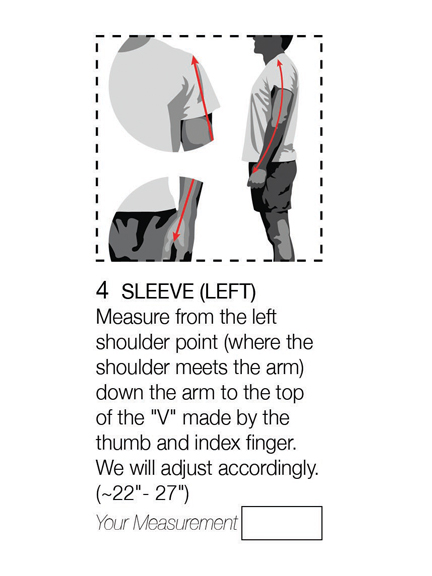 4 SLEEVE (LEFT)
Measure from the left
shoulder point (where the
shoulder meets the arm)
down the arm to the top
of the "V" made by the
thumb and index finger.
We will adjust accordingly.
(~22"- 27")
Your Measurement